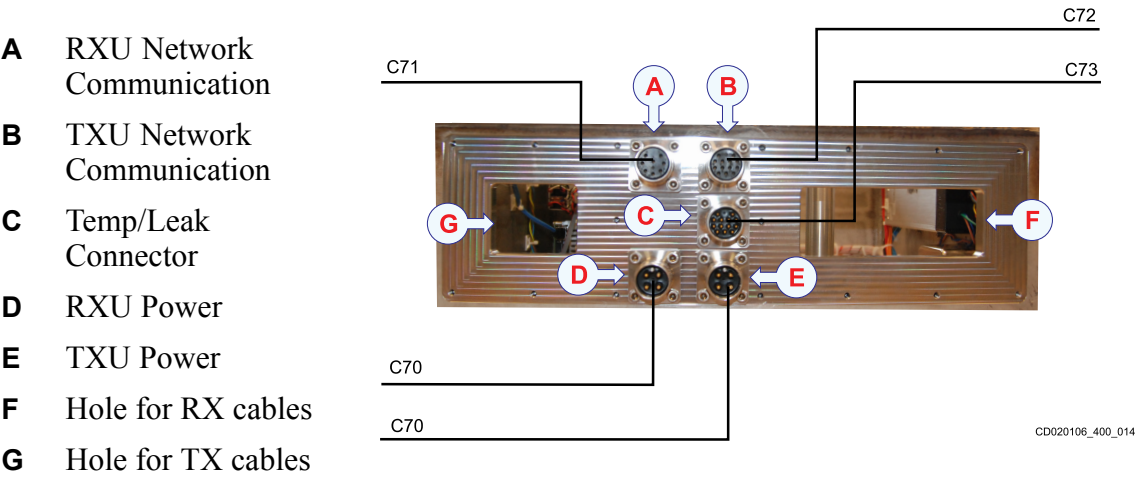 A RXU Network
Communication
B TXU Network
Communication
C Temp/Leak
Connector
D RXU Power
E TXU Power
F Hole for RX cables
G Hole for TX cables
C72
C71
C73
A
B
C
G
F
D
E
C70
C70
CD020106_400_014